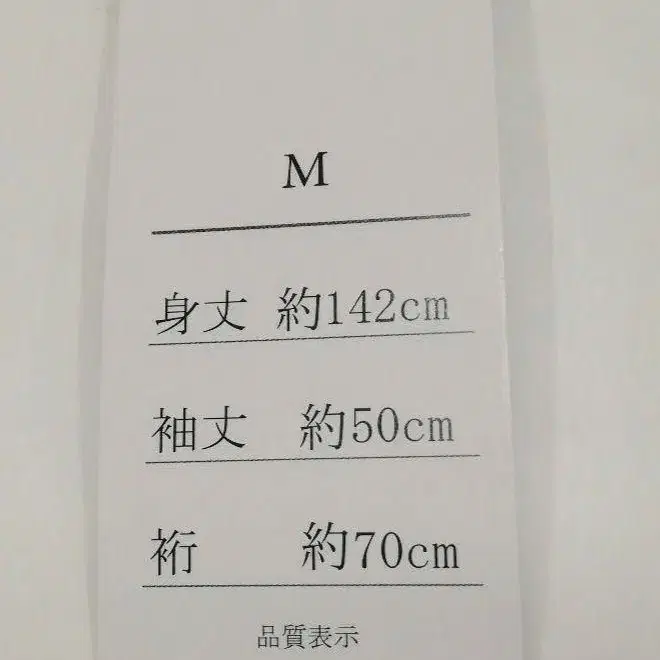 M
身丈 約142cm
袖丈 約50cm
裄 約70cm
品質表示